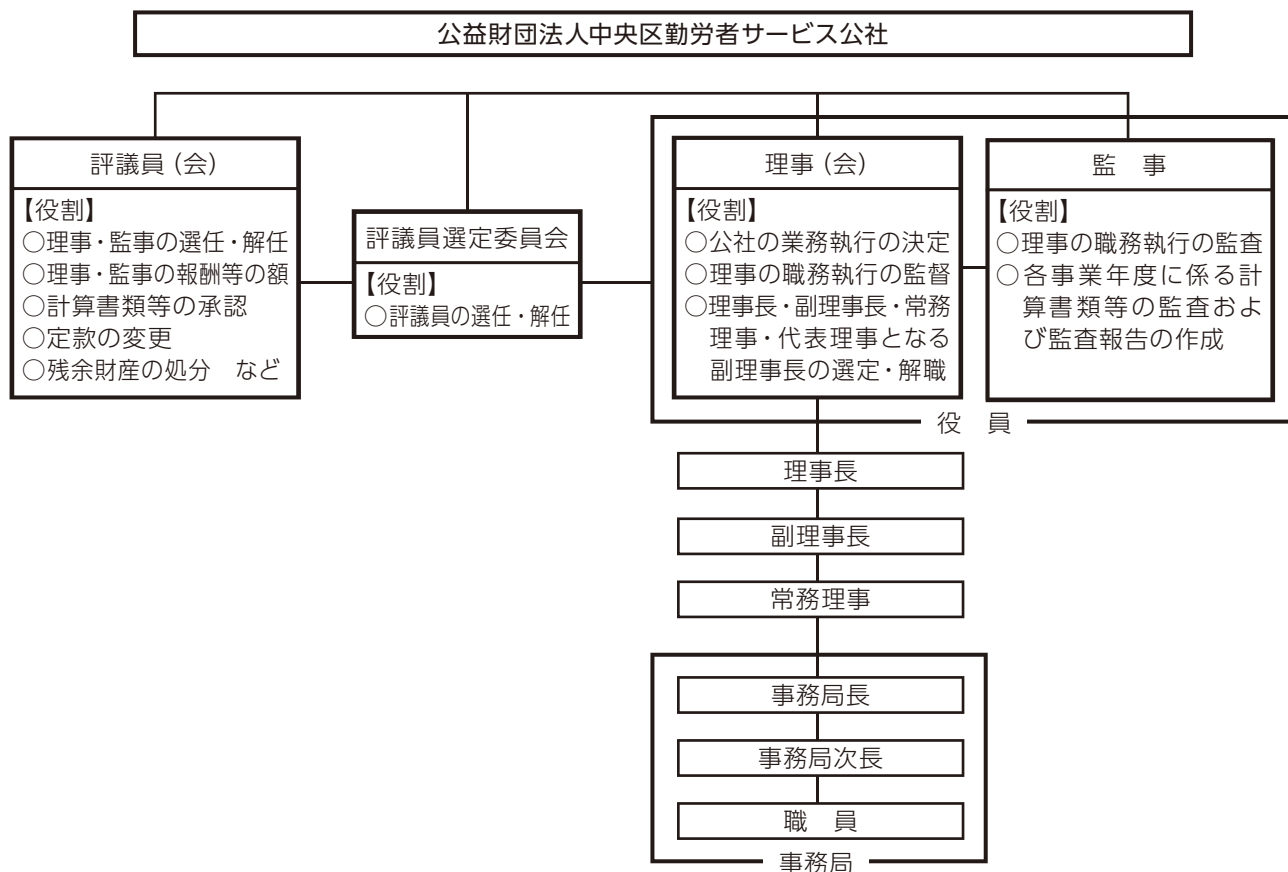 公益財団法人中央区勤労者サービス公社
評議員（会）
【役割】
○理事・監事の選任・解任
○理事・監事の報酬等の額
○計算書類等の承認
○定款の変更
○残余財産の処分　など
評議員選定委員会
【役割】
○評議員の選任・解任
理事（会）
【役割】
○公社の業務執行の決定
○理事の職務執行の監督
○理事長・副理事長・常務
理事・代表理事となる
副理事長の選定・解職
監　事
【役割】
○理事の職務執行の監査
○各事業年度に係る計
算書類等の監査およ
び監査報告の作成
役　員
理事長
副理事長
常務理事
事務局長
事務局次長
職　員
事務局